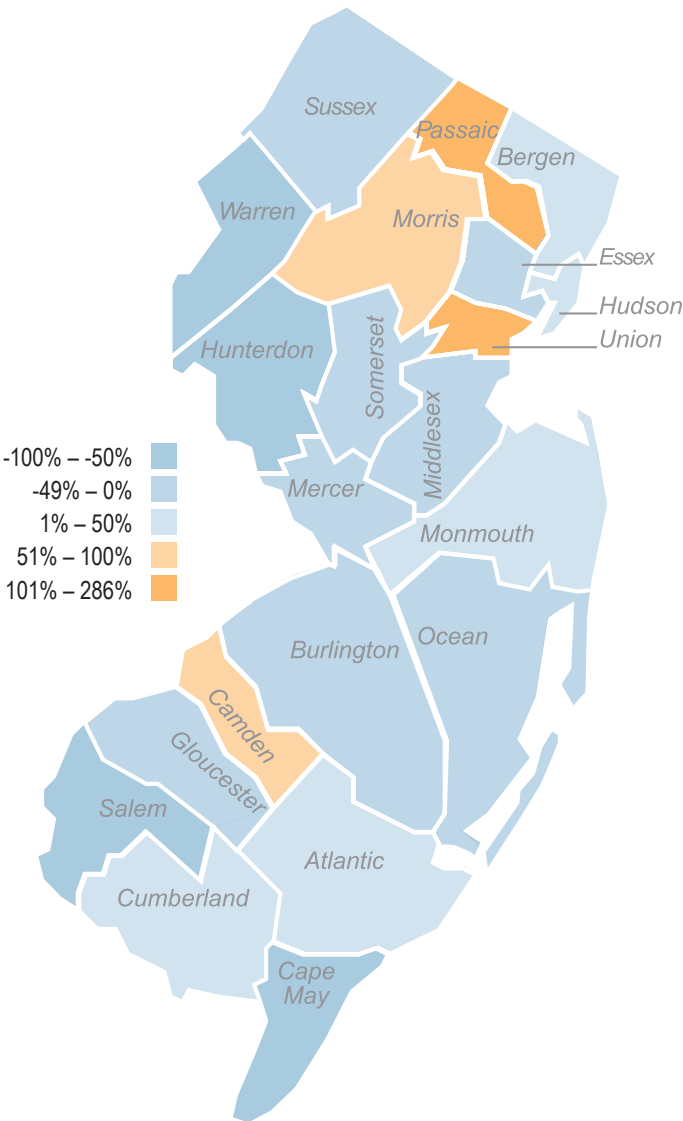 Sussex
Passaic
Bergen
Warren
Morris
Essex
Hudson
Union
Hunterdon
Somerset
Middlesex
-100% – -50%
-49% – 0%
1% – 50%
51% – 100%
101% – 286%
Mercer
Monmouth
Ocean
Burlington
Camden
Gloucester
Salem
Atlantic
Cumberland
Cape
May